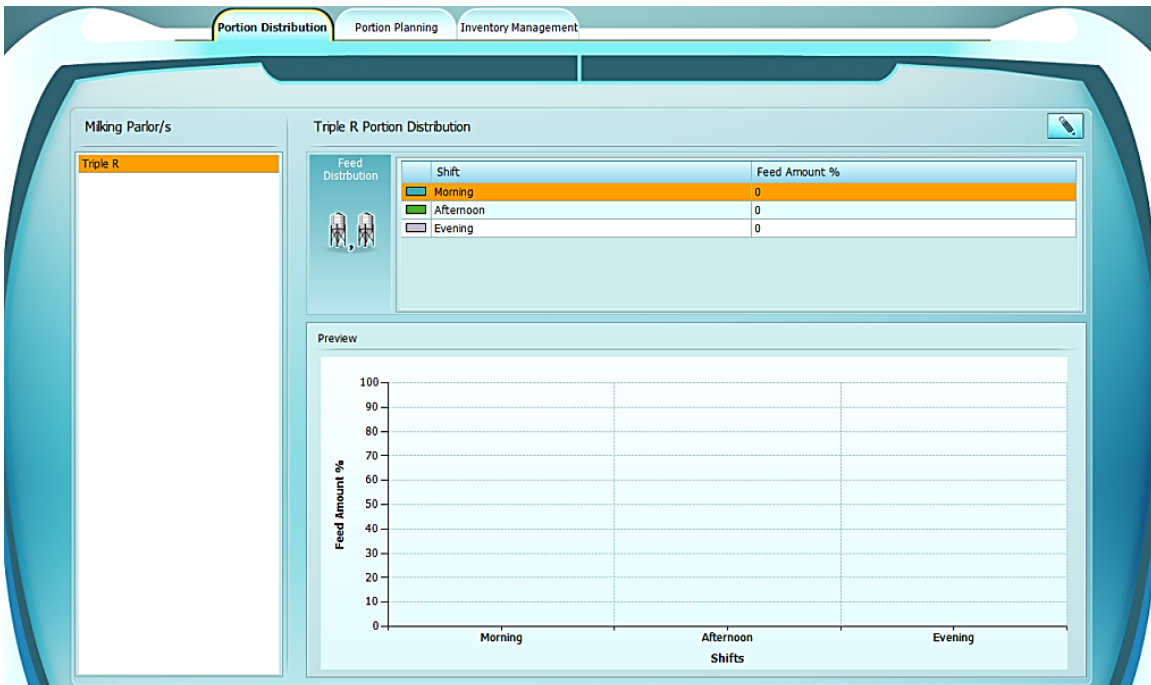 Portion Distribution Portion Planning Inventory Management
Milking Parlor/s
Triple R
Triple R Portion Distribution
Feed
Distrbution
Shift Feed Amount %
Morning 0
Afternoon 0
Evening 0
Preview
Feed Amount %
100
90
80
70
60
50
40
30
20
10
0
Morning Afternoon Evening
Shifts